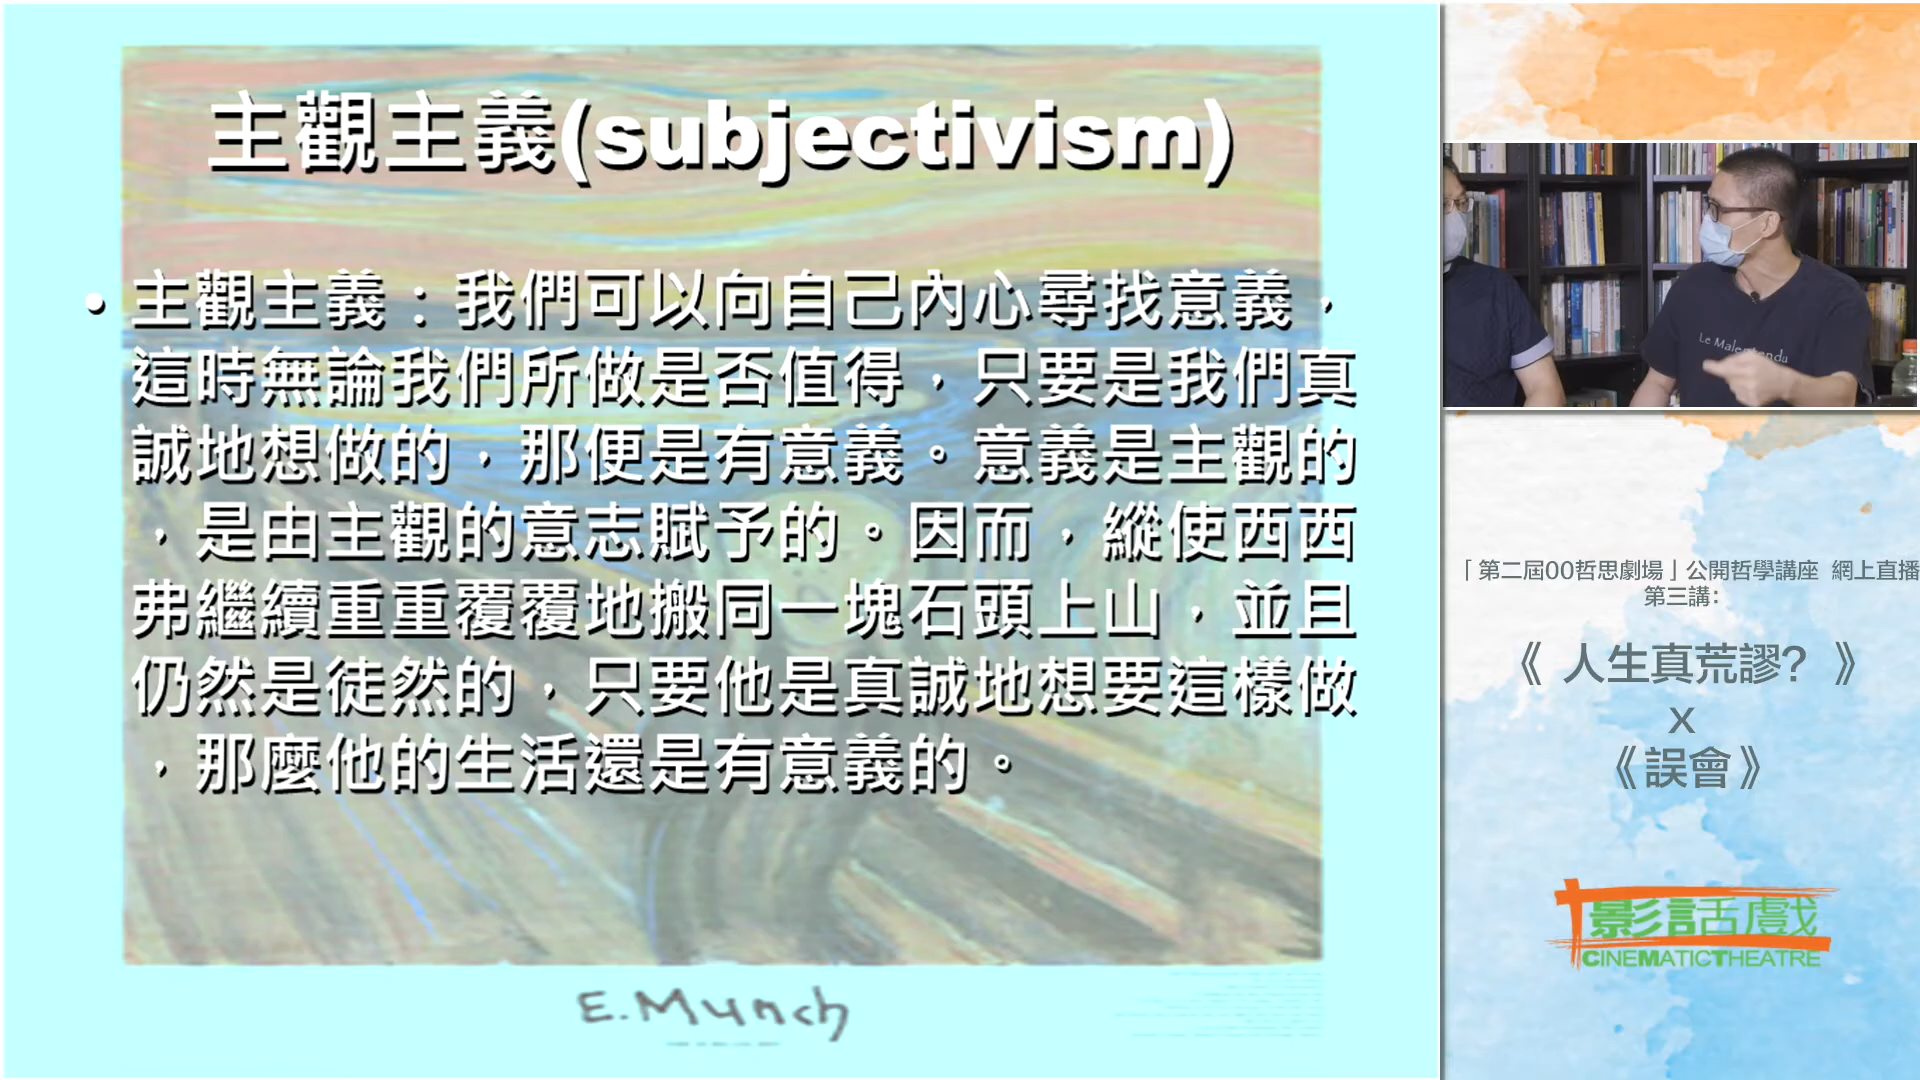 主觀主義(subjectivism)
• 主觀主義：我們可以向自己內心尋找意義，
這時無論我們所做是否值得，只要是我們真
誠地想做的，那便是有意義。意義是主觀的
，是由主觀的意志賦予的。因而，縱使西西
弗繼續重重覆覆地搬同一塊石頭上山，並且
仍然是徒然的，只要他是真誠地想要這樣做
，那麼他的生活還是有意義的。
E.Munch
Le Malentendu
「第二屆OO哲思劇場」公開哲學講座 網上直播
第三講：
《 人生真荒謬? 》
x
《誤會》
影話戲
CINEMATICTHEATRE